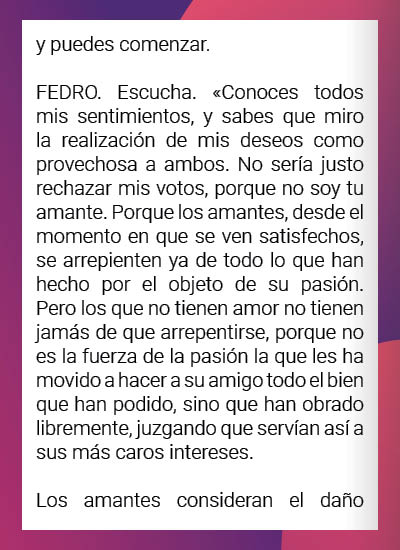 y puedes comenzar.
FEDRO. Escucha. «Conoces todos
mis sentimientos, y sabes que miro
la realización de mis deseos como
provechosa a ambos. No sería justo
rechazar mis votos, porque no soy tu
amante. Porque los amantes, desde el
momento en que se ven satisfechos,
se arrepienten ya de todo lo que han
hecho por el objeto de su pasión.
Pero los que no tienen amor no tienen
jamás de que arrepentirse, porque no
es la fuerza de la pasión la que les ha
movido a hacer a su amigo todo el bien
que han podido, sino que han obrado
libremente, juzgando que servían así a
sus más caros intereses.
Los amantes consideran el daño